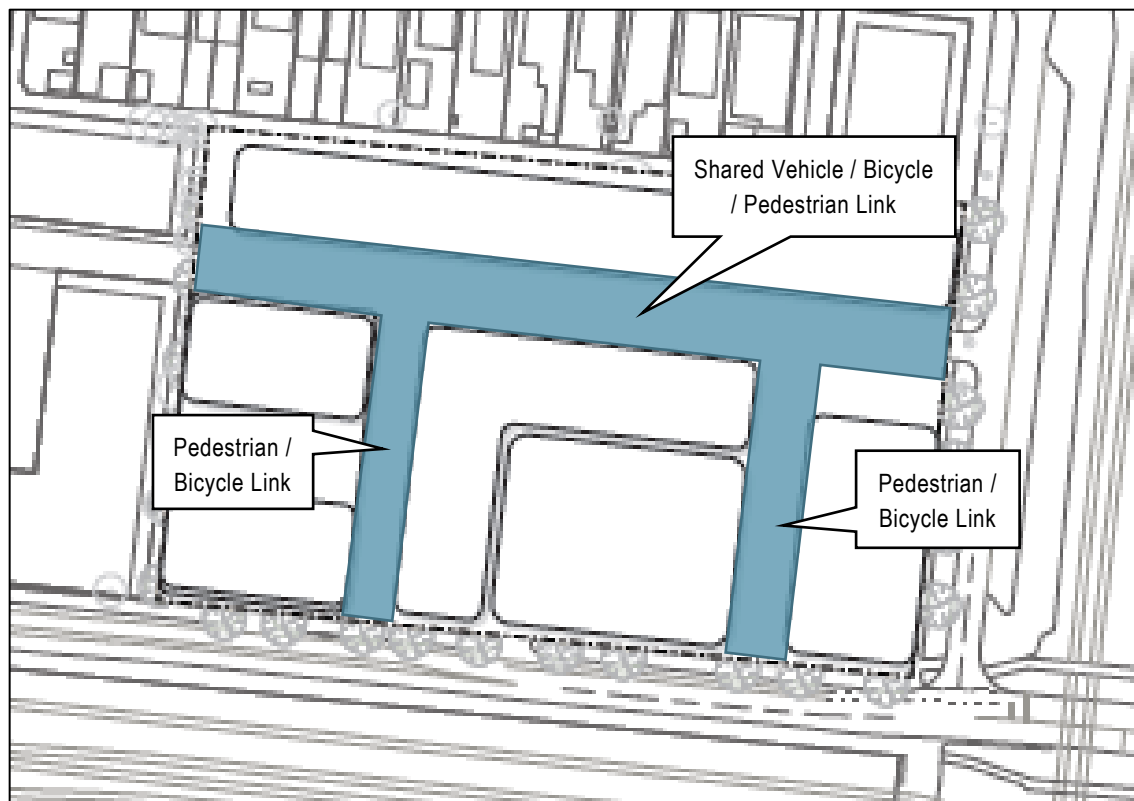 Shared Vehicle / Bicycle
/ Pedestrian Link
Pedestrian /
Bicycle Link
Pedestrian /
Bicycle Link